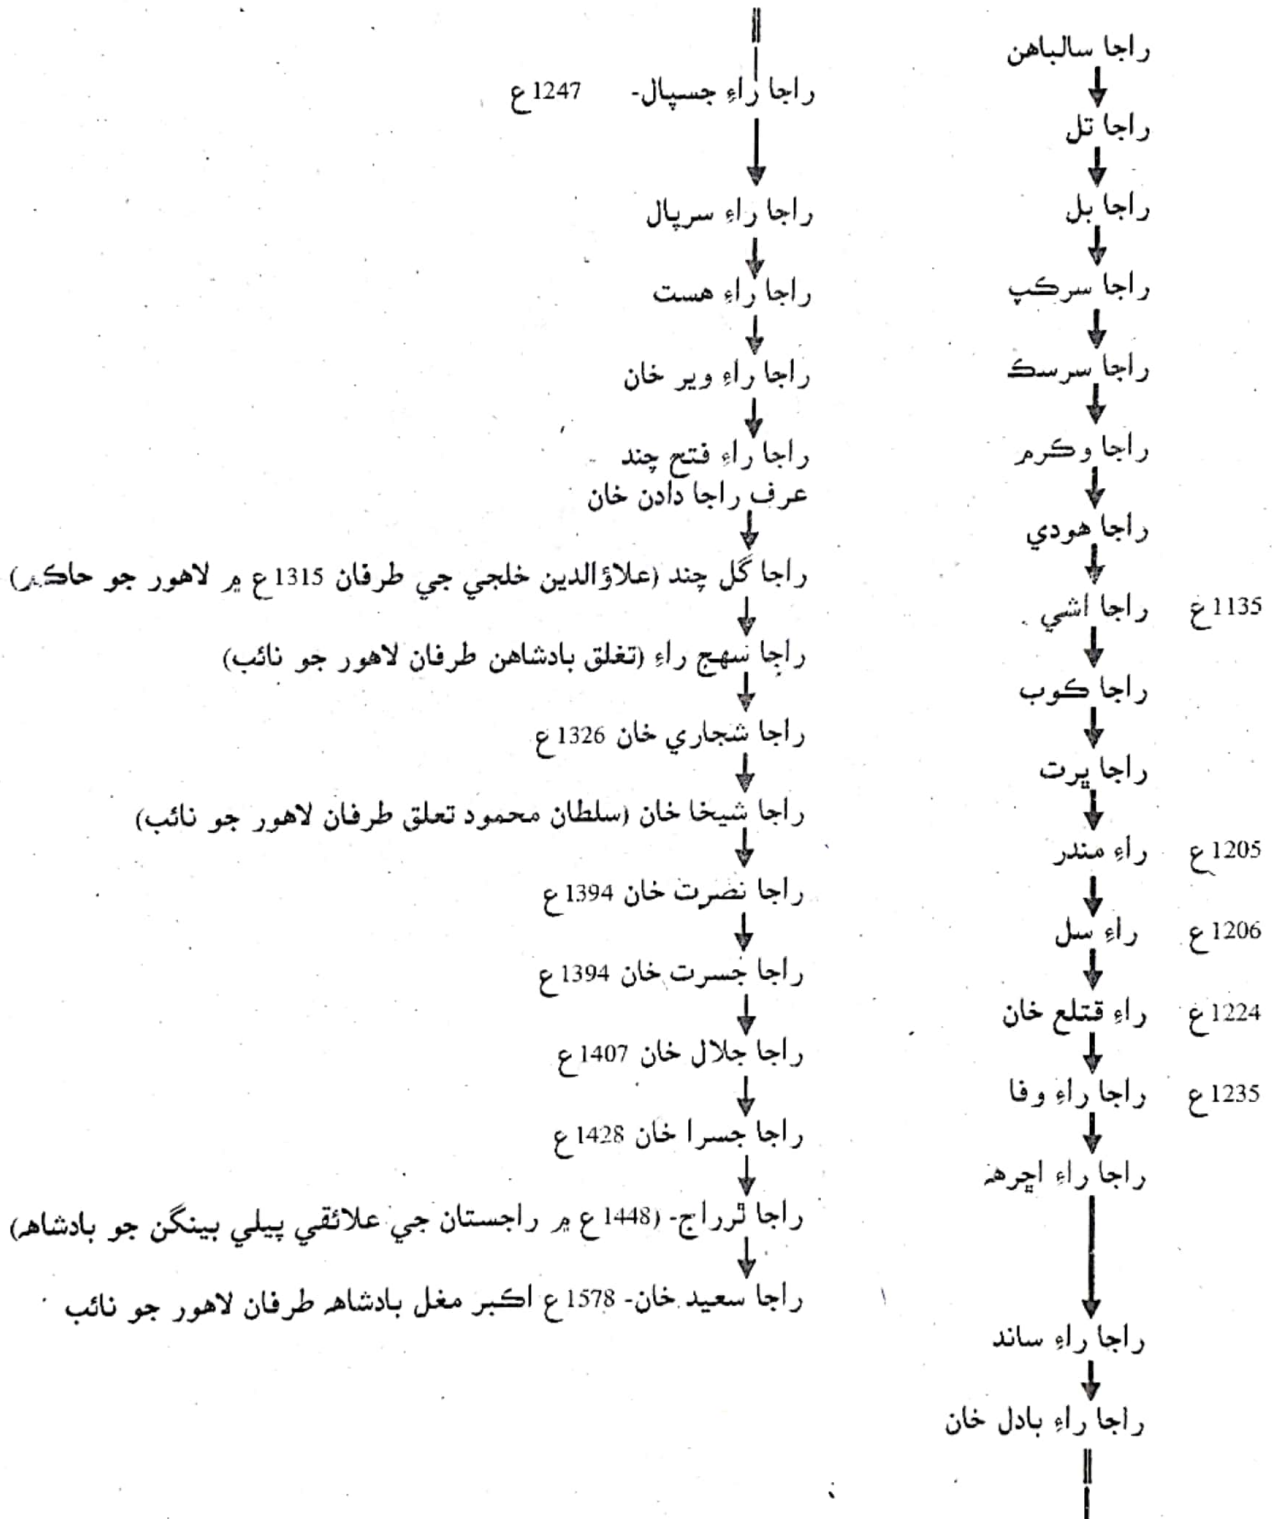 راجا سالباهن
راجا تل
راجا بل
راجا سرڪپ
راجا سرسڪ
راجا وڪرم
راجا هودي
راجا اشي 1135ع
راجا ڪوب
راجا ڀرت
راءِ مندر 1205ع
راءِ سل 1206ع
راءِ قتلع خان 1224ع
راجا راءِ وفا 1235ع
راجا راءِ اڇرهه
راجا راءِ ساند
راجا راءِ بادل خان
راجا راءِ جسپال- 1247ع
راجا راءِ سرپال
راجا راءِ هست
راجا راءِ وير خان
راجا راءِ فتح چند
عرف راجا دادن خان
راجا گل چند (علاؤالدين خلجي جي طرفان 1315ع ۾ لاهور جو حاڪم)
راجا سهج راءِ (تغلق بادشاهن طرفان لاهور جو نائب)
راجا شجاري خان 1326ع
راجا شيخا خان (سلطان محمود تعلق طرفان لاهور جو نائب)
راجا نصرت خان 1394ع
راجا جسرت خان 1394ع
راجا جلال خان 1407ع
راجا جسرا خان 1428ع
راجا ٿرراج- (1448ع ۾ راجستان جي علائقي پيلي بينگن جو بادشاهه)
راجا سعيد خان- 1578ع اڪبر مغل بادشاهه طرفان لاهور جو نائب